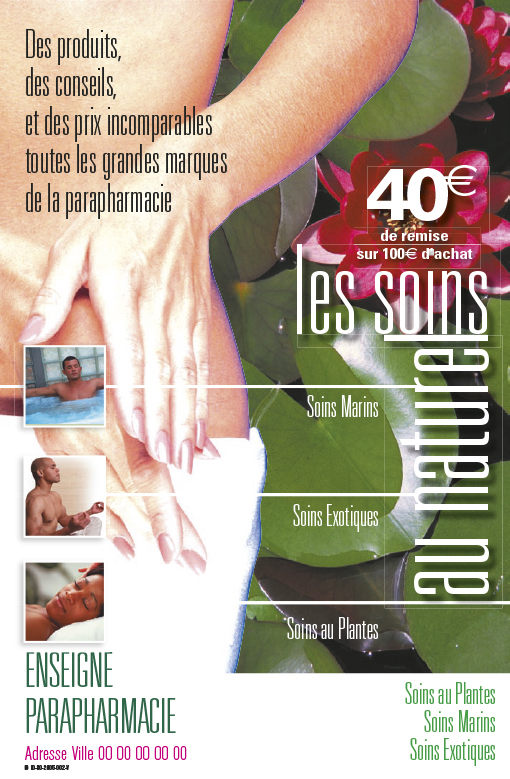 Des produits,
des conseils,
et des prix incomparables
toutes les grandes marques
de la parapharmacie
40€
de remise
sur 100€ d'achat
les soins
au naturel
Soins Marins
Soins Exotiques
Soins au Plantes
ENSEIGNE
PARAPHARMACIE
Adresse Ville 00 00 00 00 00
Soins au Plantes
Soins Marins
Soins Exotiques